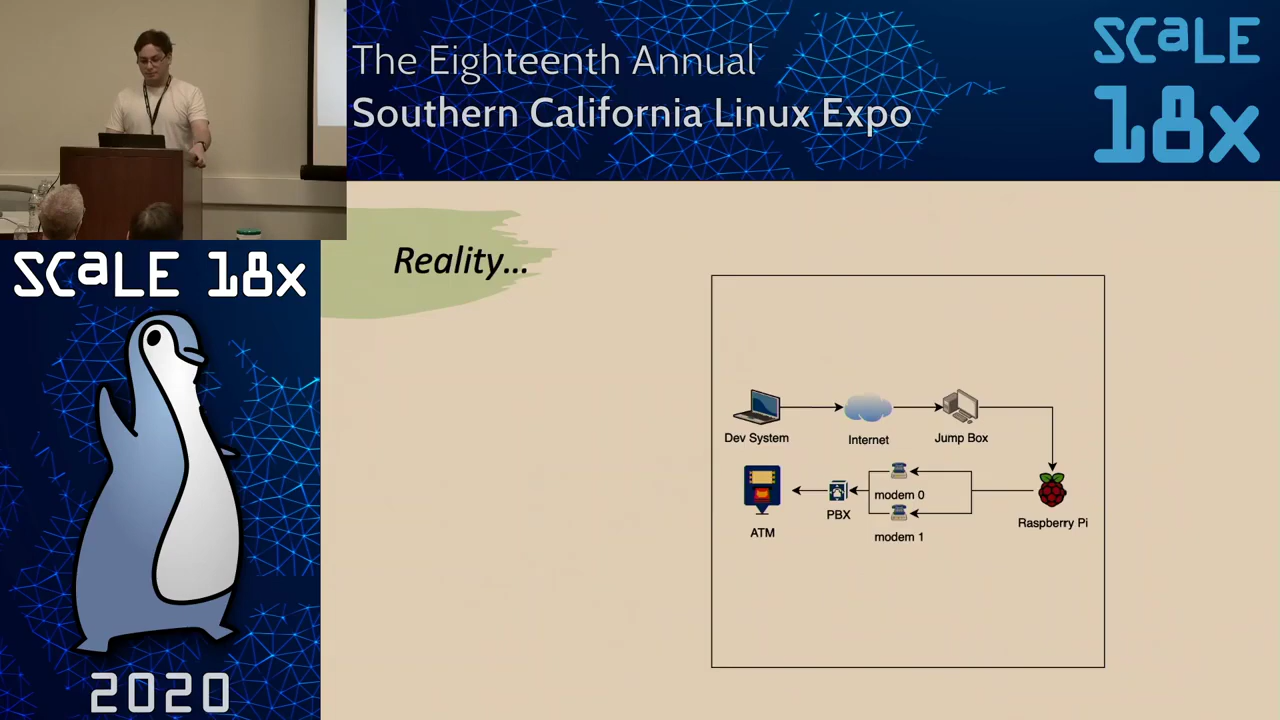 The Eighteenth Annual
Southern California Linux Expo
SCaLE
18x
SCaLE 18x
2020
Reality...
Dev System
Internet
Jump Box
ATM
PBX
modem 0
modem 1
Raspberry Pi